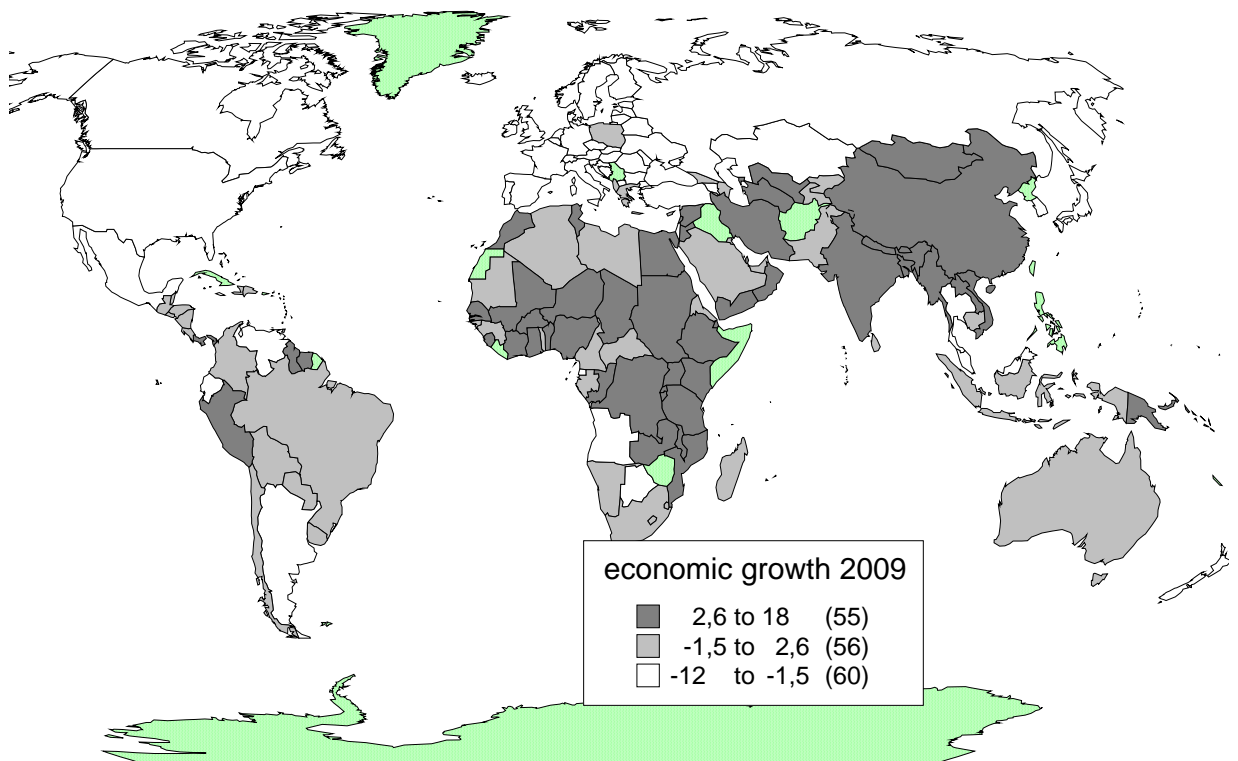 economic growth 2009
2,6 to 18 (55)
-1,5 to 2,6 (56)
-12 to -1,5 (60)